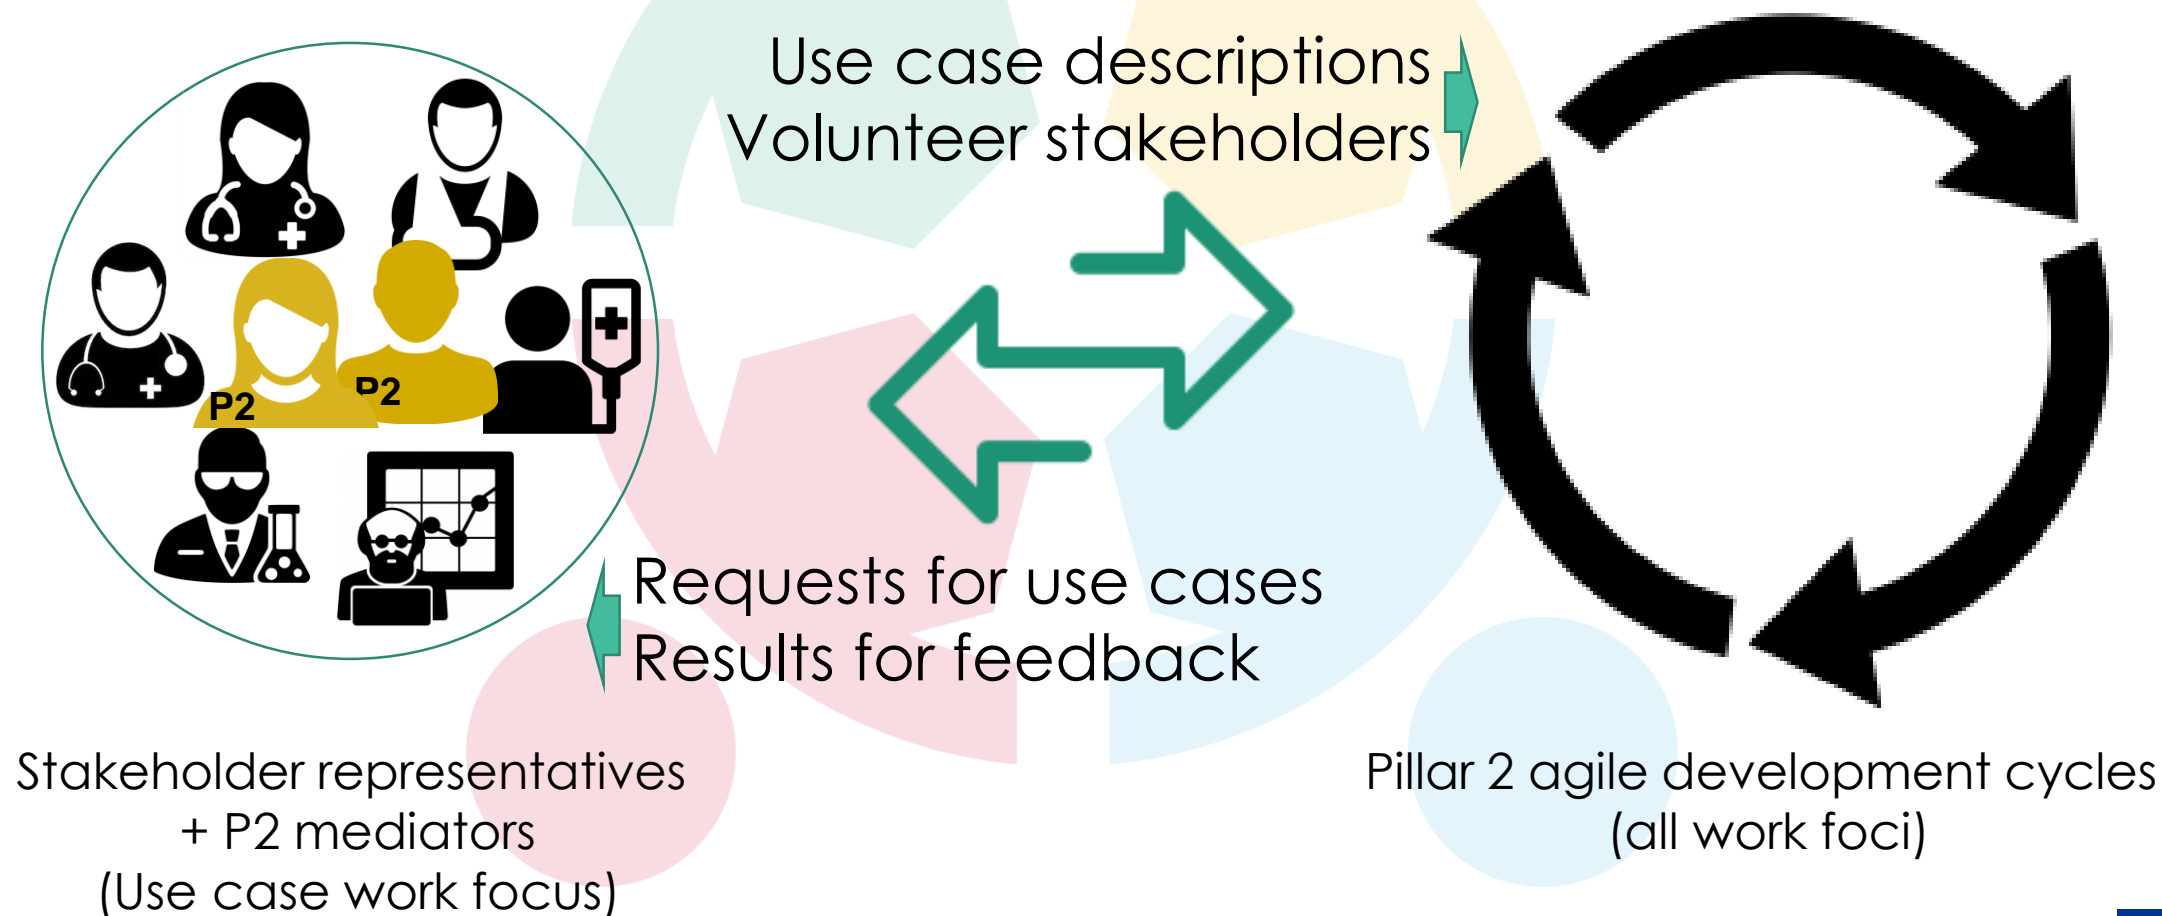 Use case descriptions
Volunteer stakeholders
P2
P2
Requests for use cases
Results for feedback
Stakeholder representatives
+ P2 mediators
(Use case work focus)
Pillar 2 agile development cycles
(all work foci)